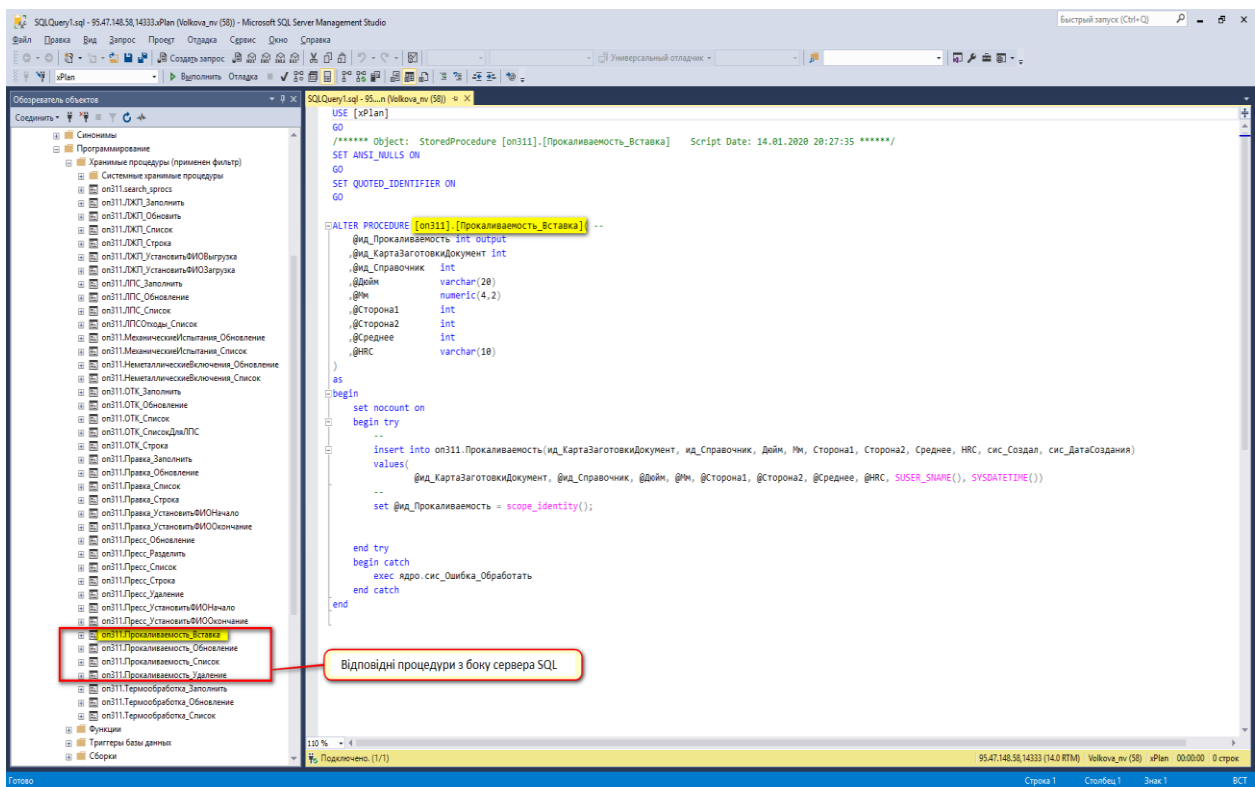 SQLQuery1.sql - 95.47.148.58,14333.xPlan (Volkova_nv (58)) - Microsoft SQL Server Management Studio
Быстрый запуск (Ctrl+Q)
Файл Правка Вид Запрос Проект Отладка Сервис Окно Справка
Создать запрос
Универсальный отладчик
xPlan
Выполнить Отладка
Обозреватель объектов
SQLQuery1.sql - 95....n (Volkova_nv (58))
Соединить
Синонимы
Программирование
Хранимые процедуры (применен фильтр)
Системные хранимые процедуры
оп311.search_sprocs
оп311.ЛЖП_Заполнить
оп311.ЛЖП_Обновить
оп311.ЛЖП_Список
оп311.ЛЖП_Строка
оп311.ЛЖП_УстановитьФИОВыгрузка
оп311.ЛЖП_УстановитьФИОЗагрузка
оп311.ЛПС_Заполнить
оп311.ЛПС_Обновление
оп311.ЛПС_Список
оп311.ЛПСОтходы_Список
оп311.МеханическиеИспытания_Обновление
оп311.МеханическиеИспытания_Список
оп311.НеметаллическиеВключения_Обновление
оп311.НеметаллическиеВключения_Список
оп311.ОТК_Заполнить
оп311.ОТК_Обновление
оп311.ОТК_Список
оп311.ОТК_СписокДляЛПС
оп311.ОТК_Строка
оп311.Правка_Заполнить
оп311.Правка_Обновление
оп311.Правка_Список
оп311.Правка_Строка
оп311.Правка_УстановитьФИОНачало
оп311.Правка_УстановитьФИООкончание
оп311.Пресс_Обновление
оп311.Пресс_Разделить
оп311.Пресс_Список
оп311.Пресс_Строка
оп311.Пресс_Удаление
оп311.Пресс_УстановитьФИОНачало
оп311.Пресс_УстановитьФИООкончание
оп311.Прокаливаемость_Вставка
оп311.Прокаливаемость_Обновление
оп311.Прокаливаемость_Список
оп311.Прокаливаемость_Удаление
оп311.Термообработка_Заполнить
оп311.Термообработка_Обновление
оп311.Термообработка_Список
Функции
Триггеры базы данных
Сборки
USE [xPlan]
GO
/****** Object: StoredProcedure [оп311].[Прокаливаемость_Вставка] Script Date: 14.01.2020 20:27:35 ******/
SET ANSI_NULLS ON
GO
SET QUOTED_IDENTIFIER ON
GO
ALTER PROCEDURE [оп311].[Прокаливаемость_Вставка]( --
@ид_Прокаливаемость int output
,@ид_КартаЗаготовкиДокумент int
,@ид_Справочник int
,@Дюйм varchar(20)
,@Мм numeric(4,2)
,@Сторона1 int
,@Сторона2 int
,@Среднее int
,@HRC varchar(10)
)
as
begin
set nocount on
begin try
--
insert into оп311.Прокаливаемость(ид_КартаЗаготовкиДокумент, ид_Справочник, Дюйм, Мм, Сторона1, Сторона2, Среднее, HRC, сис_Создал, сис_ДатаСоздания)
values(
@ид_КартаЗаготовкиДокумент, @ид_Справочник, @Дюйм, @Мм, @Сторона1, @Сторона2, @Среднее, @HRC, SUSER_SNAME(), SYSDATETIME())
--
set @ид_Прокаливаемость = scope_identity();
end try
begin catch
exec ядро.сис_Ошибка_Обработать
end catch
end
Відповідні процедури з боку сервера SQL
110 %
Подключено. (1/1)
95.47.148.58,14333 (14.0 RTM) Volkova_nv (58) xPlan 00:00:00 0 строк
Готово
Строка 1 Столбец 1 Знак 1 ВСТ